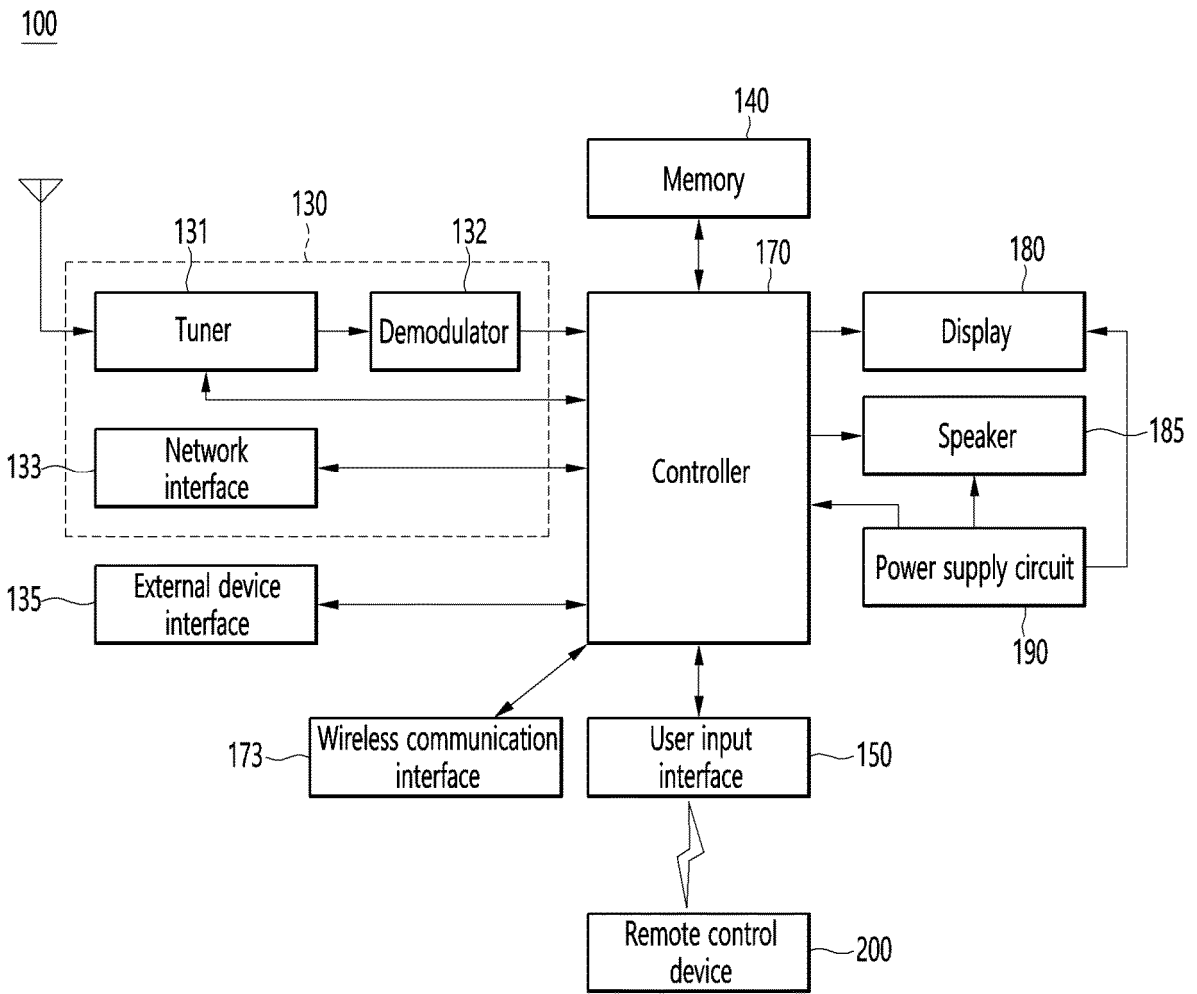 100
140
Memory
130
131
132
170
180
Tuner
Demodulator
Display
Controller
Speaker
185
133
Network
interface
Power supply circuit
190
135
External device
interface
173
Wireless communication
interface
User input
interface
150
Remote control
device
200